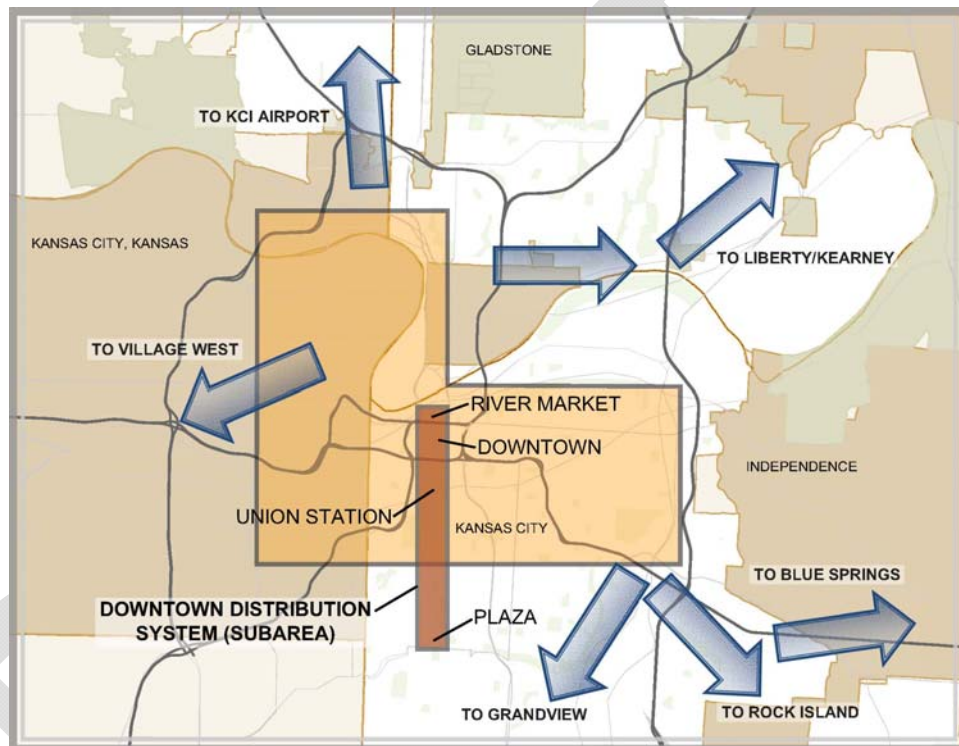 GLADSTONE
TO KCI AIRPORT
KANSAS CITY, KANSAS
TO LIBERTY/KEARNEY
TO VILLAGE WEST
RIVER MARKET
DOWNTOWN
INDEPENDENCE
UNION STATION
KANSAS CITY
TO BLUE SPRINGS
DOWNTOWN DISTRIBUTION
SYSTEM (SUBAREA)
PLAZA
TO GRANDVIEW
TO ROCK ISLAND